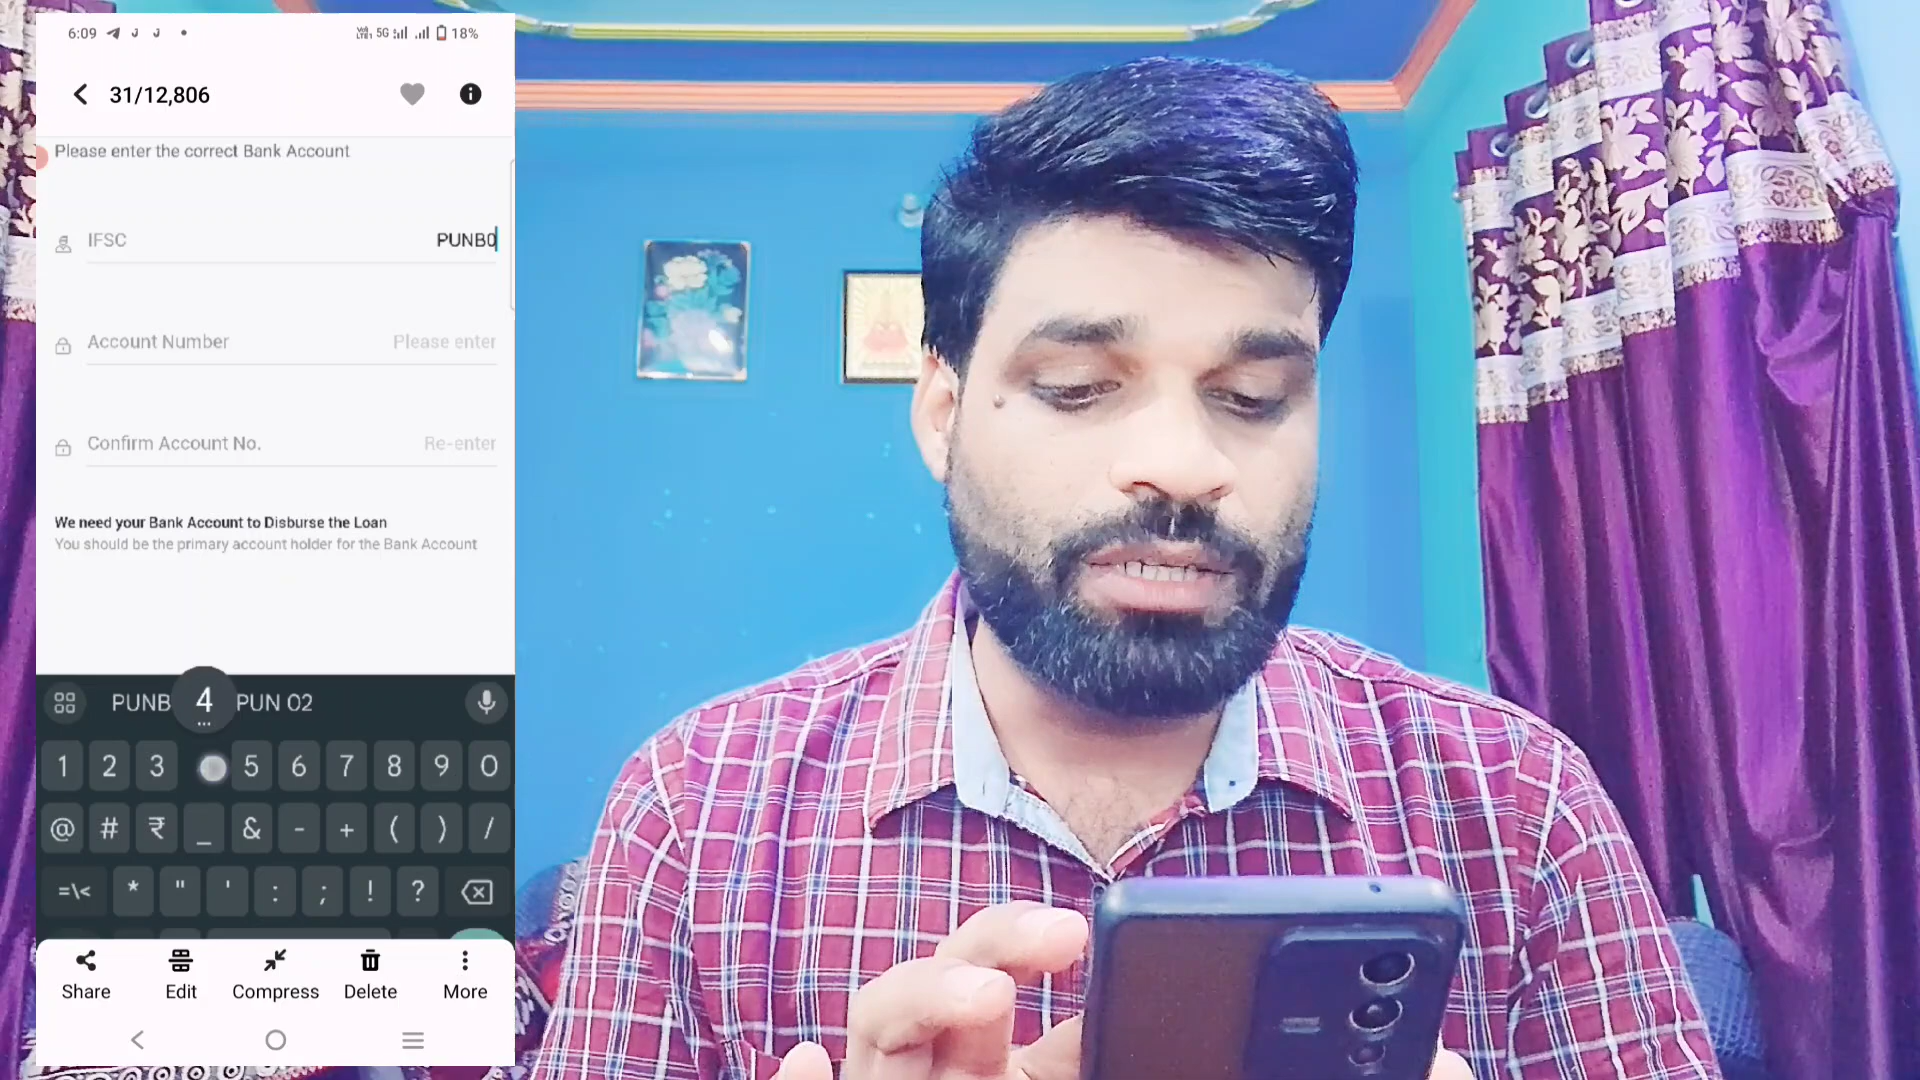 6:09 5G 18%
31/12,806
Please enter the correct Bank Account
IFSC PUNB0
Account Number Please enter
Confirm Account No. Re-enter
We need your Bank Account to Disburse the Loan
You should be the primary account holder for the Bank Account
PUNB 4 PUN 02
1 2 3 5 6 7 8 9 0
@ # ₹ _ & - + ( ) /
=\< * " ' : ; ! ?
Share Edit Compress Delete More